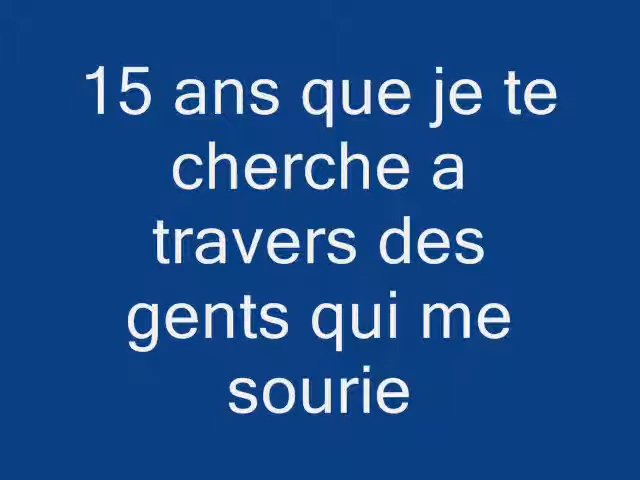 15 ans que je te
cherche a
travers des
gents qui me
sourie